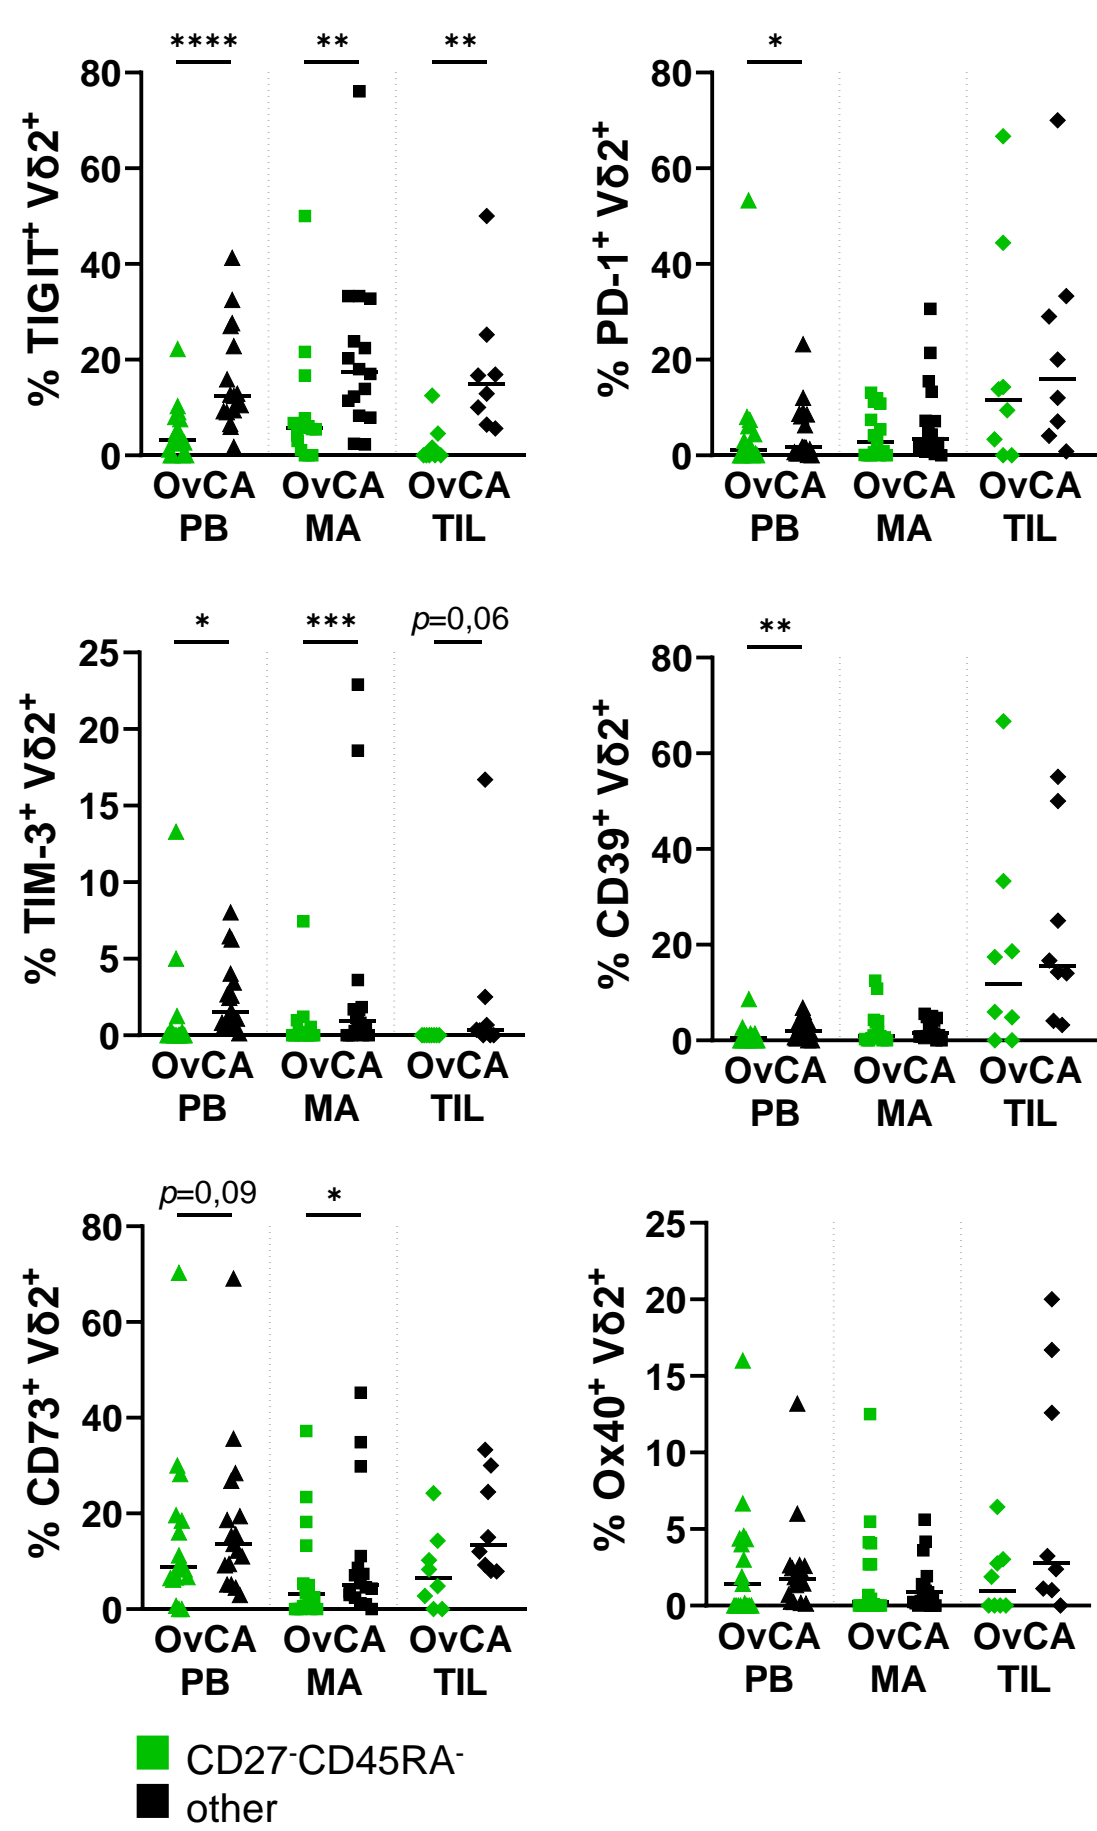 **** ** **
% TIGIT⁺ Vδ2⁺
80
60
40
20
0
OvCA OvCA OvCA
PB MA TIL
*
% PD-1⁺ Vδ2⁺
80
60
40
20
0
OvCA OvCA OvCA
PB MA TIL
* *** p=0,06
% TIM-3⁺ Vδ2⁺
25
20
15
10
5
0
OvCA OvCA OvCA
PB MA TIL
**
% CD39⁺ Vδ2⁺
80
60
40
20
0
OvCA OvCA OvCA
PB MA TIL
p=0,09 *
% CD73⁺ Vδ2⁺
80
60
40
20
0
OvCA OvCA OvCA
PB MA TIL
% Ox40⁺ Vδ2⁺
25
20
15
10
5
0
OvCA OvCA OvCA
PB MA TIL
CD27⁻CD45RA⁻
other